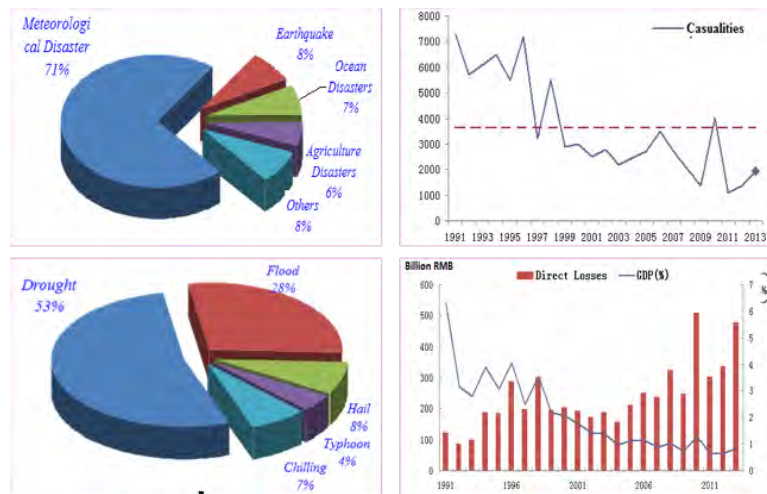 Meteorologi
cal Disaster
71%
Earthquake
8%
Ocean
Disasters
7%
Agriculture
Disasters
6%
Others
8%
8000
7000
6000
5000
4000
3000
2000
1000
0
Casualities
1991 1993 1995 1997 1999 2001 2003 2005 2007 2009 2011 2013
Drought
53%
Flood
28%
Hail
8%
Typhoon
4%
Chilling
7%
Billion RMB
Direct Losses GDP(%)
600
500
400
300
200
100
0
7
6
5
4
3
2
1
0
%
1991 1996 2001 2006 2011